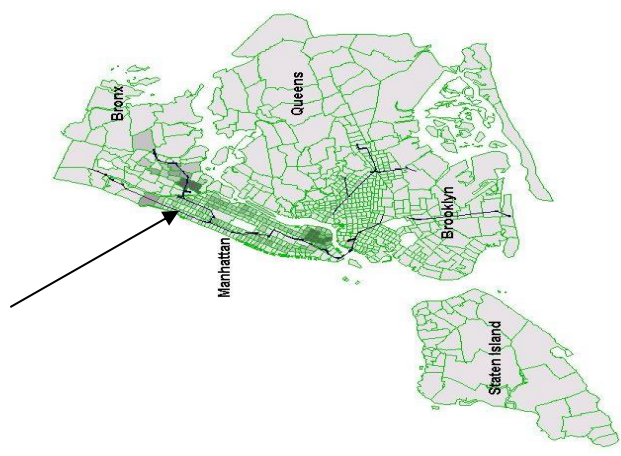 Bronx
Queens
Manhattan
Brooklyn
Staten Island